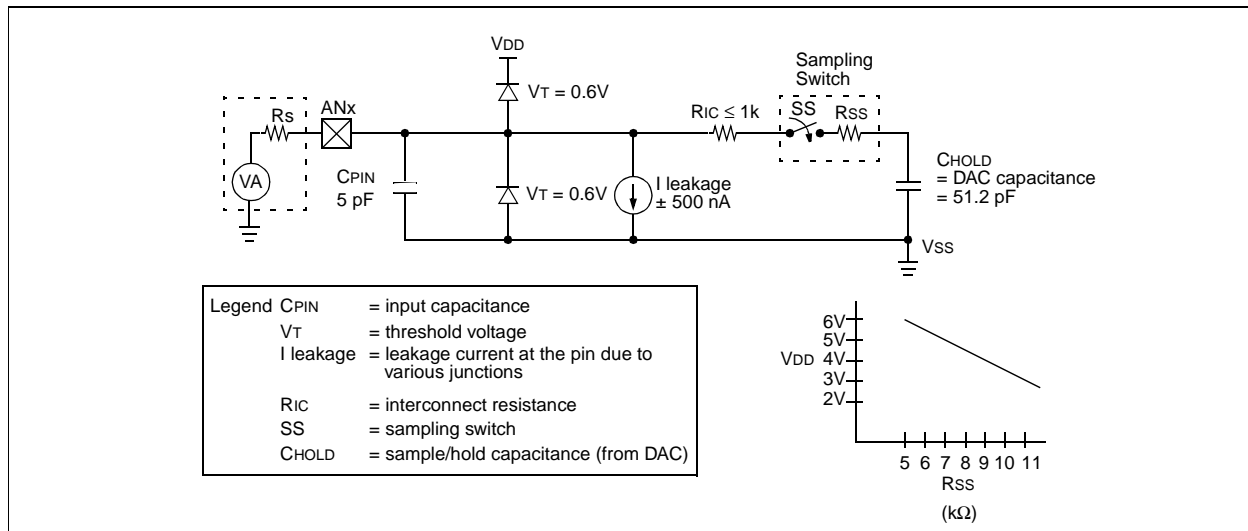 VDD
Sampling
Switch
VT = 0.6V
RIC ≤ 1k
SS
RSS
Rs
ANx
VA
CPIN
5 pF
VT = 0.6V
I leakage
± 500 nA
CHOLD
= DAC capacitance
= 51.2 pF
VSS
Legend CPIN = input capacitance
VT = threshold voltage
I leakage = leakage current at the pin due to
various junctions
RIC = interconnect resistance
SS = sampling switch
CHOLD = sample/hold capacitance (from DAC)
6V
5V
VDD 4V
3V
2V
5 6 7 8 9 10 11
RSS
(kΩ)